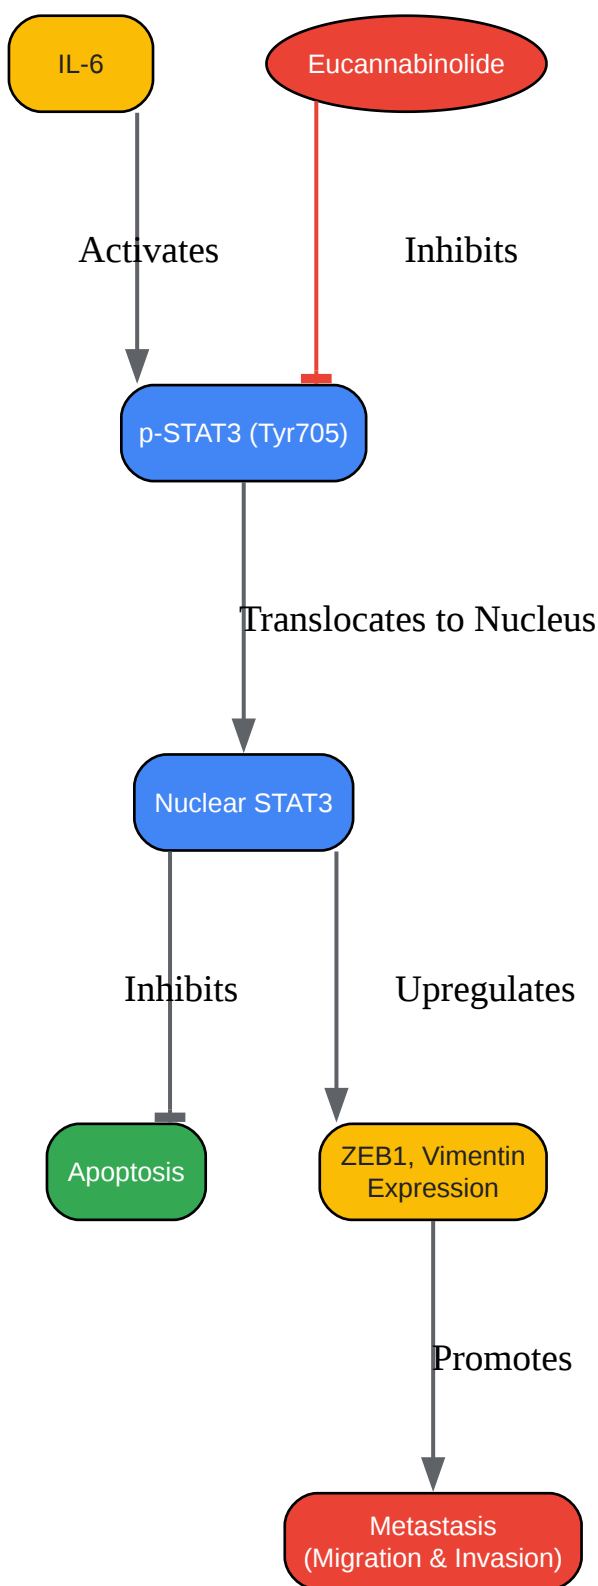 IL-6
Eucannabinolide
Activates
Inhibits
p-STAT3 (Tyr705)
Translocates to Nucleus
Nuclear STAT3
Inhibits
Upregulates
Apoptosis
ZEB1, Vimentin
Expression
Promotes
Metastasis
(Migration & Invasion)